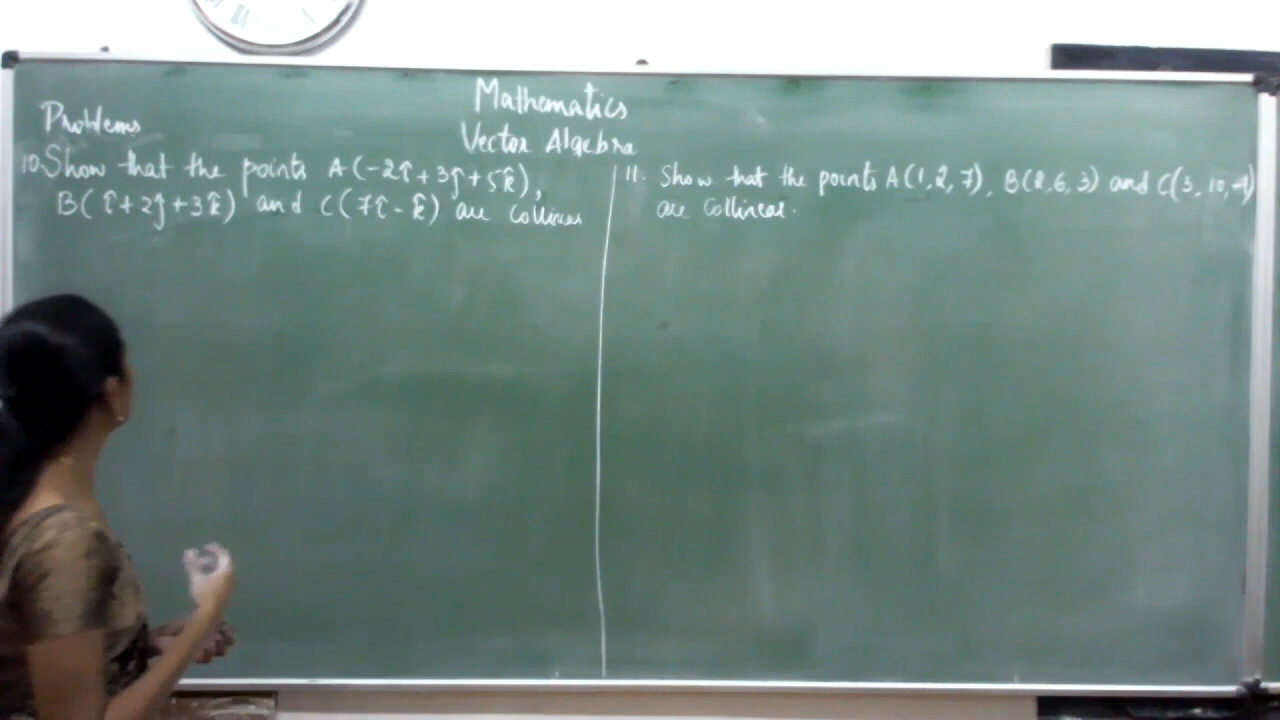 Mathematics
Vector Algebra
Problems
10. Show that the points A(-2î+3ĵ+5k̂),
B(î+2ĵ+3k̂) and C(7î-k̂) are collinear
11. Show that the points A(1,2,7), B(2,6,3) and C(3,10,-1)
are collinear.